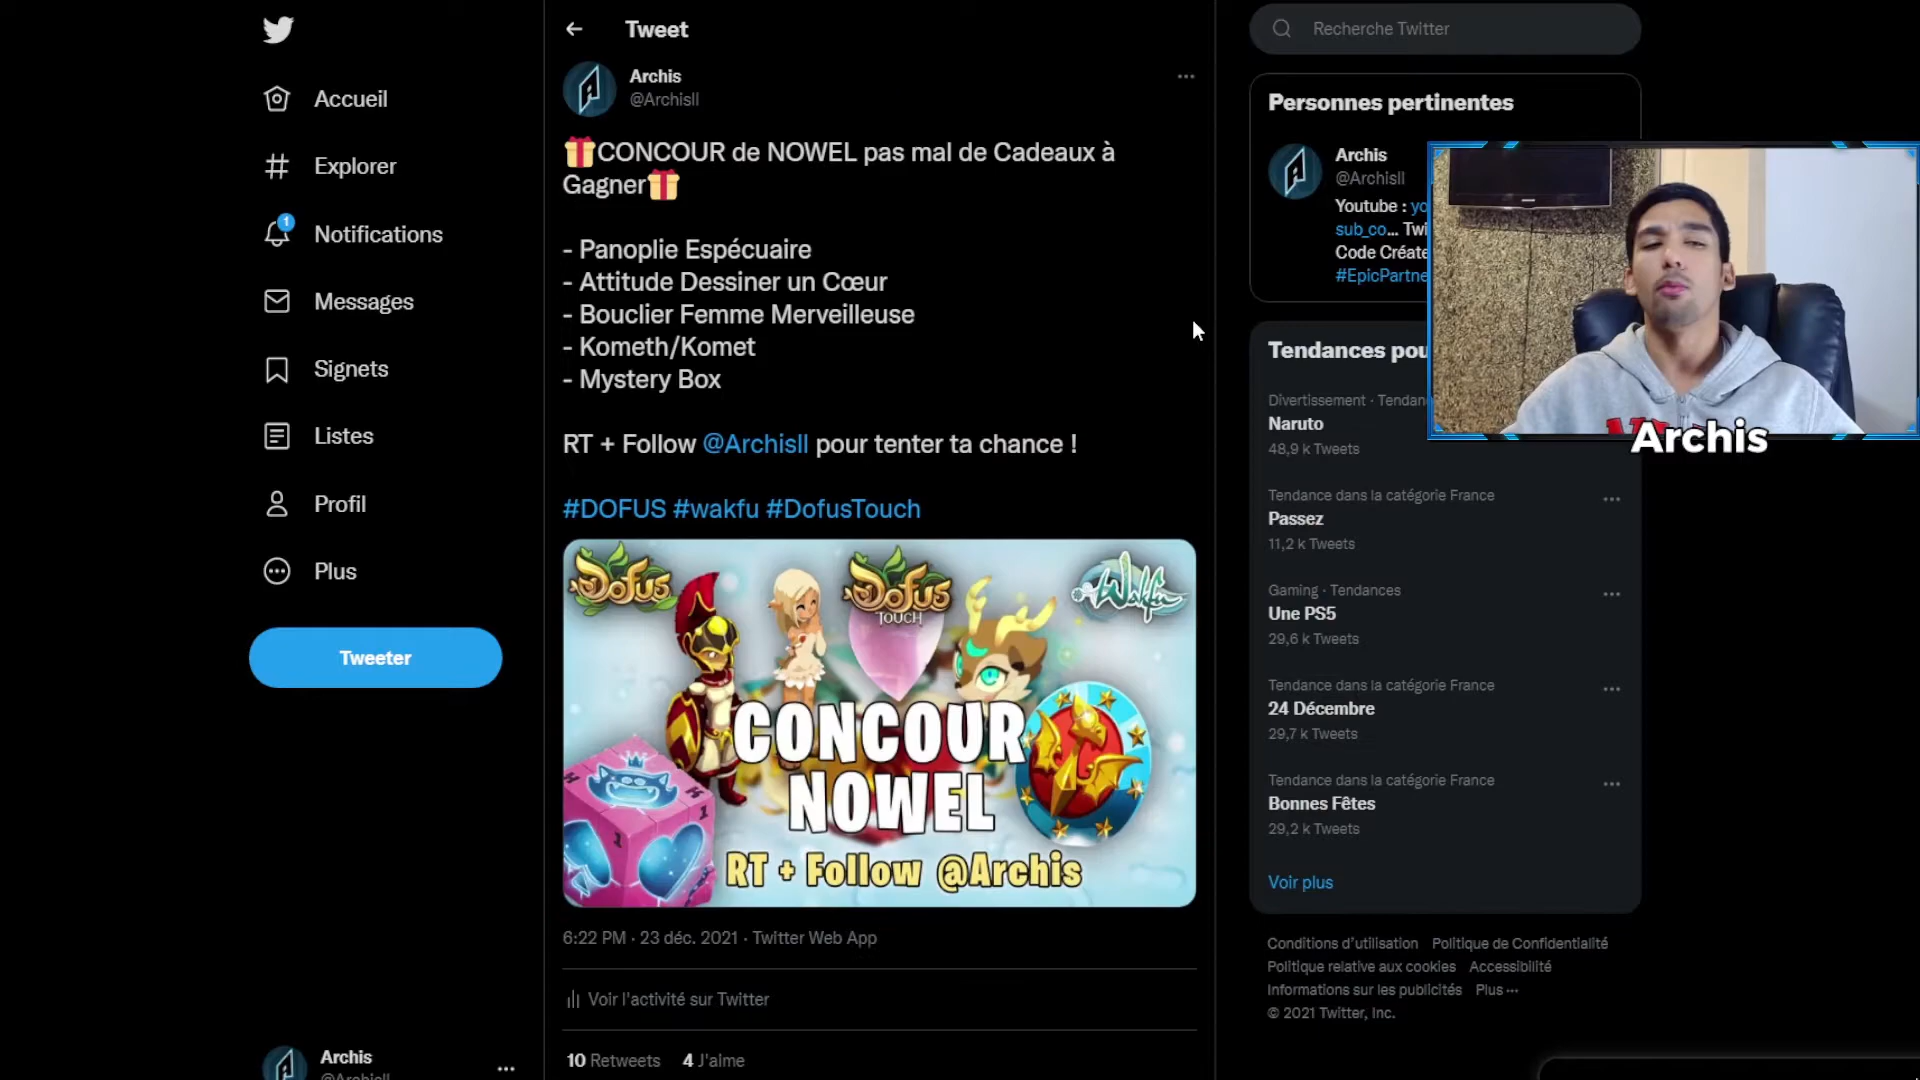 Accueil
Explorer
1
Notifications
Messages
Signets
Listes
Profil
Plus
Tweeter
Archis
@Archisll
Tweet
Archis
@Archisll
CONCOUR de NOWEL pas mal de Cadeaux à
Gagner
- Panoplie Espécuaire
- Attitude Dessiner un Cœur
- Bouclier Femme Merveilleuse
- Kometh/Komet
- Mystery Box
RT + Follow @Archisll pour tenter ta chance !
#DOFUS #wakfu #DofusTouch
DOFUS
DOFUS
TOUCH
Wakfu
CONCOUR
NOWEL
RT + Follow @Archis
6:22 PM · 23 déc. 2021 · Twitter Web App
Voir l'activité sur Twitter
10 Retweets 4 J'aime
Recherche Twitter
Personnes pertinentes
Archis
@Archisll
Youtube : yo
sub_co... Twi
Code Créate
#EpicPartne
Archis
Tendances pou
Divertissement · Tendan
Naruto
48,9 k Tweets
Tendance dans la catégorie France
Passez
11,2 k Tweets
Gaming · Tendances
Une PS5
29,6 k Tweets
Tendance dans la catégorie France
24 Décembre
29,7 k Tweets
Tendance dans la catégorie France
Bonnes Fêtes
29,2 k Tweets
Voir plus
Conditions d'utilisation Politique de Confidentialité
Politique relative aux cookies Accessibilité
Informations sur les publicités Plus ···
© 2021 Twitter, Inc.